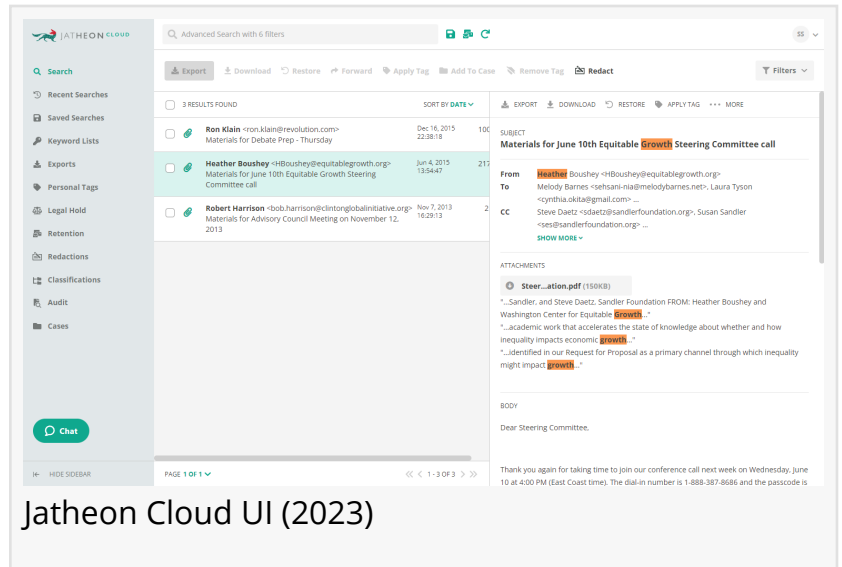 JATHEON CLOUD
Advanced Search with 6 filters
SS
Search
Recent Searches
Saved Searches
Keyword Lists
Exports
Personal Tags
Legal Hold
Retention
Redactions
Classifications
Audit
Cases
Chat
HIDE SIDEBAR
Export Download Restore Forward Apply Tag Add To Case Remove Tag Redact Filters
3 RESULTS FOUND SORT BY DATE
Ron Klain <ron.klain@revolution.com> Dec 16, 2015
Materials for Debate Prep - Thursday 22:38:18 100
Heather Boushey <HBoushey@equitablegrowth.org> Jun 4, 2015
Materials for June 10th Equitable Growth Steering 13:54:47 217
Committee call
Robert Harrison <bob.harrison@clintonglobalinitiative.org> Nov 7, 2013
Materials for Advisory Council Meeting on November 12, 16:29:13 2
2013
PAGE 1 OF 1 1 - 3 OF 3
EXPORT DOWNLOAD RESTORE APPLY TAG MORE
SUBJECT
Materials for June 10th Equitable Growth Steering Committee call
From Heather Boushey <HBoushey@equitablegrowth.org>
To Melody Barnes <sehsani-nia@melodybarnes.net>, Laura Tyson
<cynthia.okita@gmail.com> ...
CC Steve Daetz <sdaetz@sandlerfoundation.org>, Susan Sandler
<ses@sandlerfoundation.org> ...
SHOW MORE
ATTACHMENTS
Steer...ation.pdf (150KB)
"...Sandler, and Steve Daetz, Sandler Foundation FROM: Heather Boushey and
Washington Center for Equitable Growth..."
"...academic work that accelerates the state of knowledge about whether and how
inequality impacts economic growth..."
"...identified in our Request for Proposal as a primary channel through which inequality
might impact growth..."
BODY
Dear Steering Committee,
Thank you again for taking time to join our conference call next week on Wednesday, June
10 at 4:00 PM (East Coast time). The dial-in number is 1-888-387-8686 and the passcode is
Jatheon Cloud UI (2023)